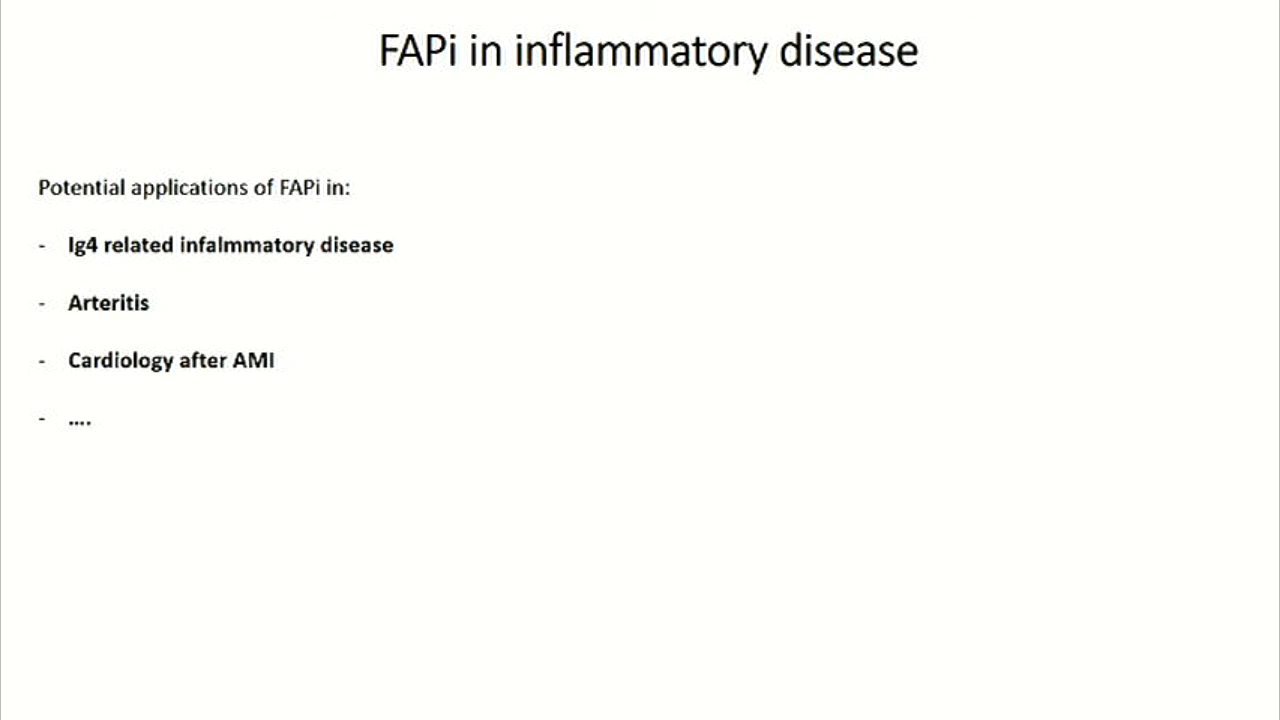 FAPi in inflammatory disease
Potential applications of FAPi in:
- Ig4 related infalmmatory disease
- Arteritis
- Cardiology after AMI
- ....